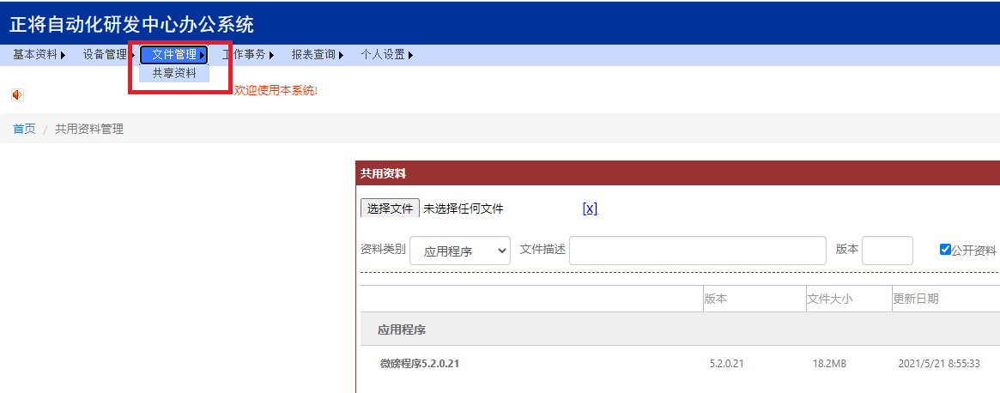 正将自动化研发中心办公系统
基本资料 设备管理 文件管理 工作事务 报表查询 个人设置
共享资料
欢迎使用本系统!
首页 / 共用资料管理
共用资料
选择文件 未选择任何文件 [x]
资料类别 应用程序 文件描述 版本 公开资料
版本 文件大小 更新日期
应用程序
微磅程序5.2.0.21 5.2.0.21 18.2MB 2021/5/21 8:55:33